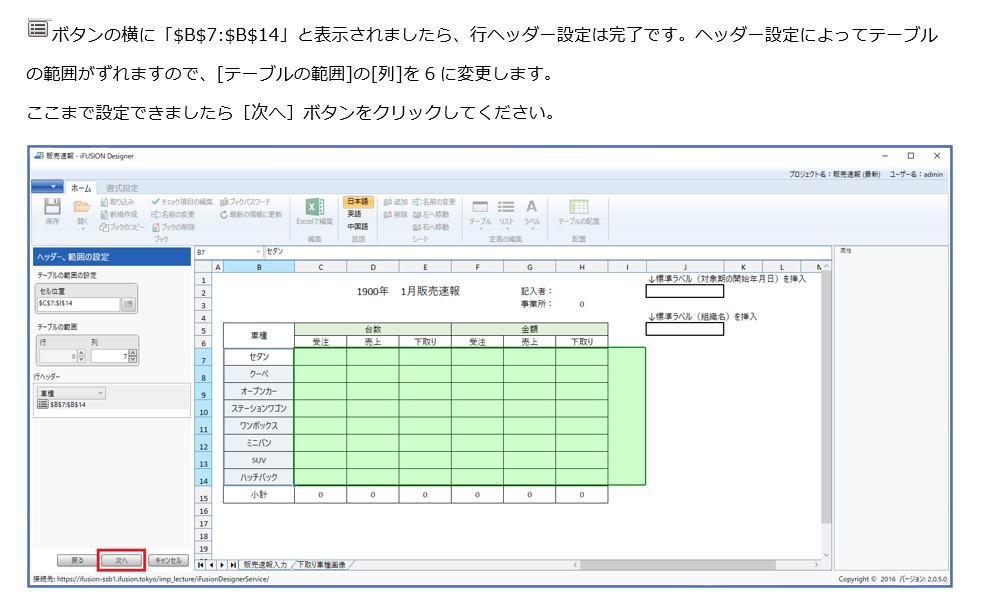 ボタンの横に「$B$7:$B$14」と表示されましたら、行ヘッダー設定は完了です。ヘッダー設定によってテーブル
の範囲がずれますので、[テーブルの範囲]の[列]を 6 に変更します。
ここまで設定できましたら［次へ］ボタンをクリックしてください。
販売速報 - iFUSION Designer
プロジェクト名：販売速報 (最新) ユーザー名：admin
ホーム 書式設定
保存 開く 取り込み 新規作成 ブックのコピー チェック項目の編集 名前の変更 ブックの削除 ブックパスワード 最新の情報に更新
Excelで編集 日本語 英語 中国語 追加 削除 名前の変更 左へ移動 右へ移動
テーブル リスト ラベル テーブルの配置
ブック 編集 言語 シート 定義の編集 配置
ヘッダー、範囲の設定
テーブルの範囲の設定
セル位置
$C$7:$I$14
テーブルの範囲
行 列
8 7
行ヘッダー
車種
$B$7:$B$14
戻る 次へ キャンセル
B7 セダン
属性
A B C D E F G H I J K L M
1 ↓標準ラベル（対象期の開始年月日）を挿入
2 1900年 1月販売速報 記入者：
3 事業所： 0
4 ↓標準ラベル（組織名）を挿入
5 車種 台数 金額
6 受注 売上 下取り 受注 売上 下取り
7 セダン
8 クーペ
9 オープンカー
10 ステーションワゴン
11 ワンボックス
12 ミニバン
13 SUV
14 ハッチバック
15 小計 0 0 0 0 0 0
16
17
18
19
販売速報入力 下取り車種画像
接続先: https://ifusion-ssb1.ifusion.tokyo/imp_lecture/iFusionDesignerService/
Copyright © 2016 バージョン: 2.0.5.0